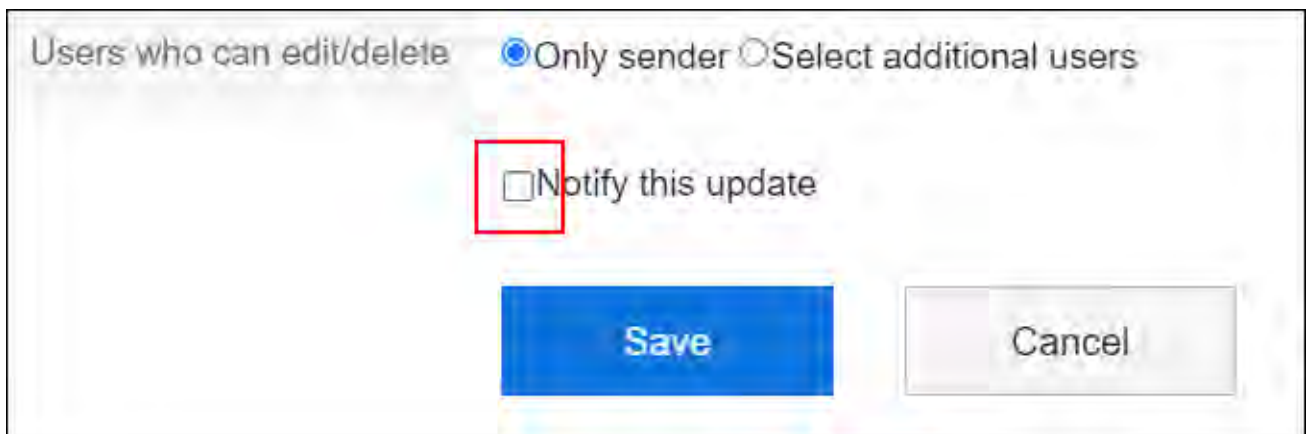 Users who can edit/delete Only sender Select additional users
Notify this update
Save Cancel